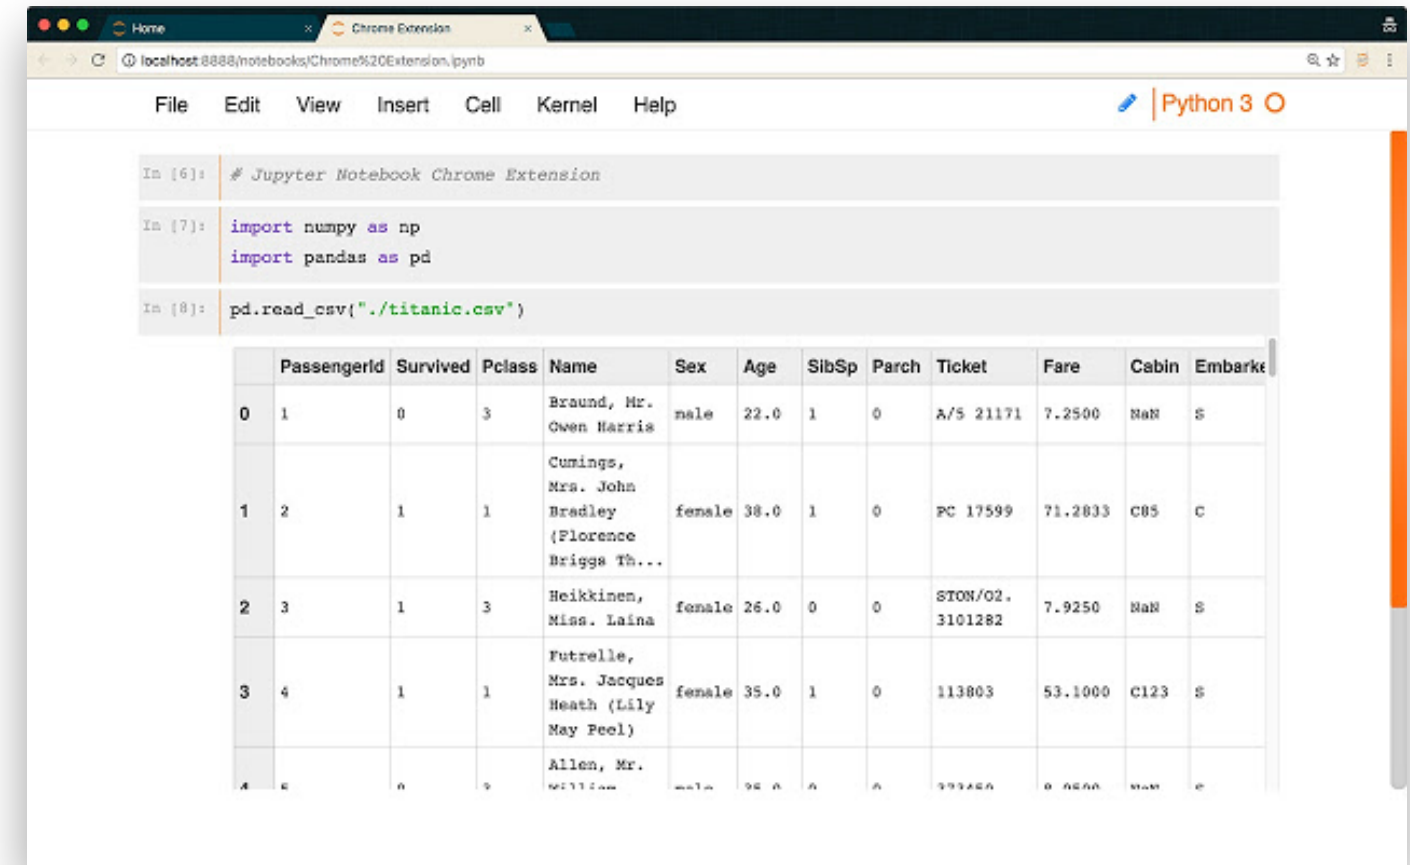 Home × Chrome Extension ×
localhost:8888/notebooks/Chrome%20Extension.ipynb
File Edit View Insert Cell Kernel Help Python 3
In [6]: # Jupyter Notebook Chrome Extension
In [7]: import numpy as np
import pandas as pd
In [8]: pd.read_csv("./titanic.csv")
PassengerId Survived Pclass Name Sex Age SibSp Parch Ticket Fare Cabin Embarke
0 1 0 3 Braund, Mr. male 22.0 1 0 A/5 21171 7.2500 NaN S
Owen Harris
Cumings,
Mrs. John
1 2 1 1 Bradley female 38.0 1 0 PC 17599 71.2833 C85 C
(Florence
Briggs Th...
2 3 1 3 Heikkinen, female 26.0 0 0 STON/O2. 7.9250 NaN S
Miss. Laina 3101282
Futrelle,
Mrs. Jacques
3 4 1 1 Heath (Lily female 35.0 1 0 113803 53.1000 C123 S
May Peel)
Allen, Mr.